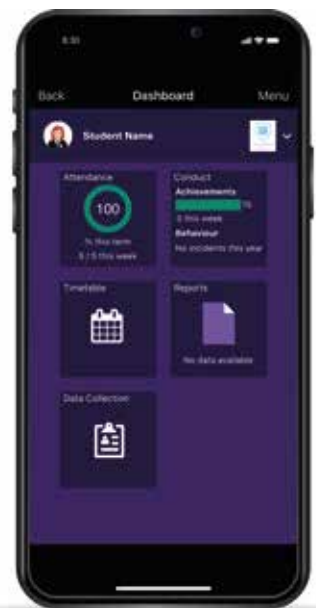 Back Dashboard Menu
Student Name
Attendance
100
% this term
5 / 5 this week
Conduct
Achievements
0 this week
Behaviour
No incidents this year
Timetable
Reports
No data available
Data Collection